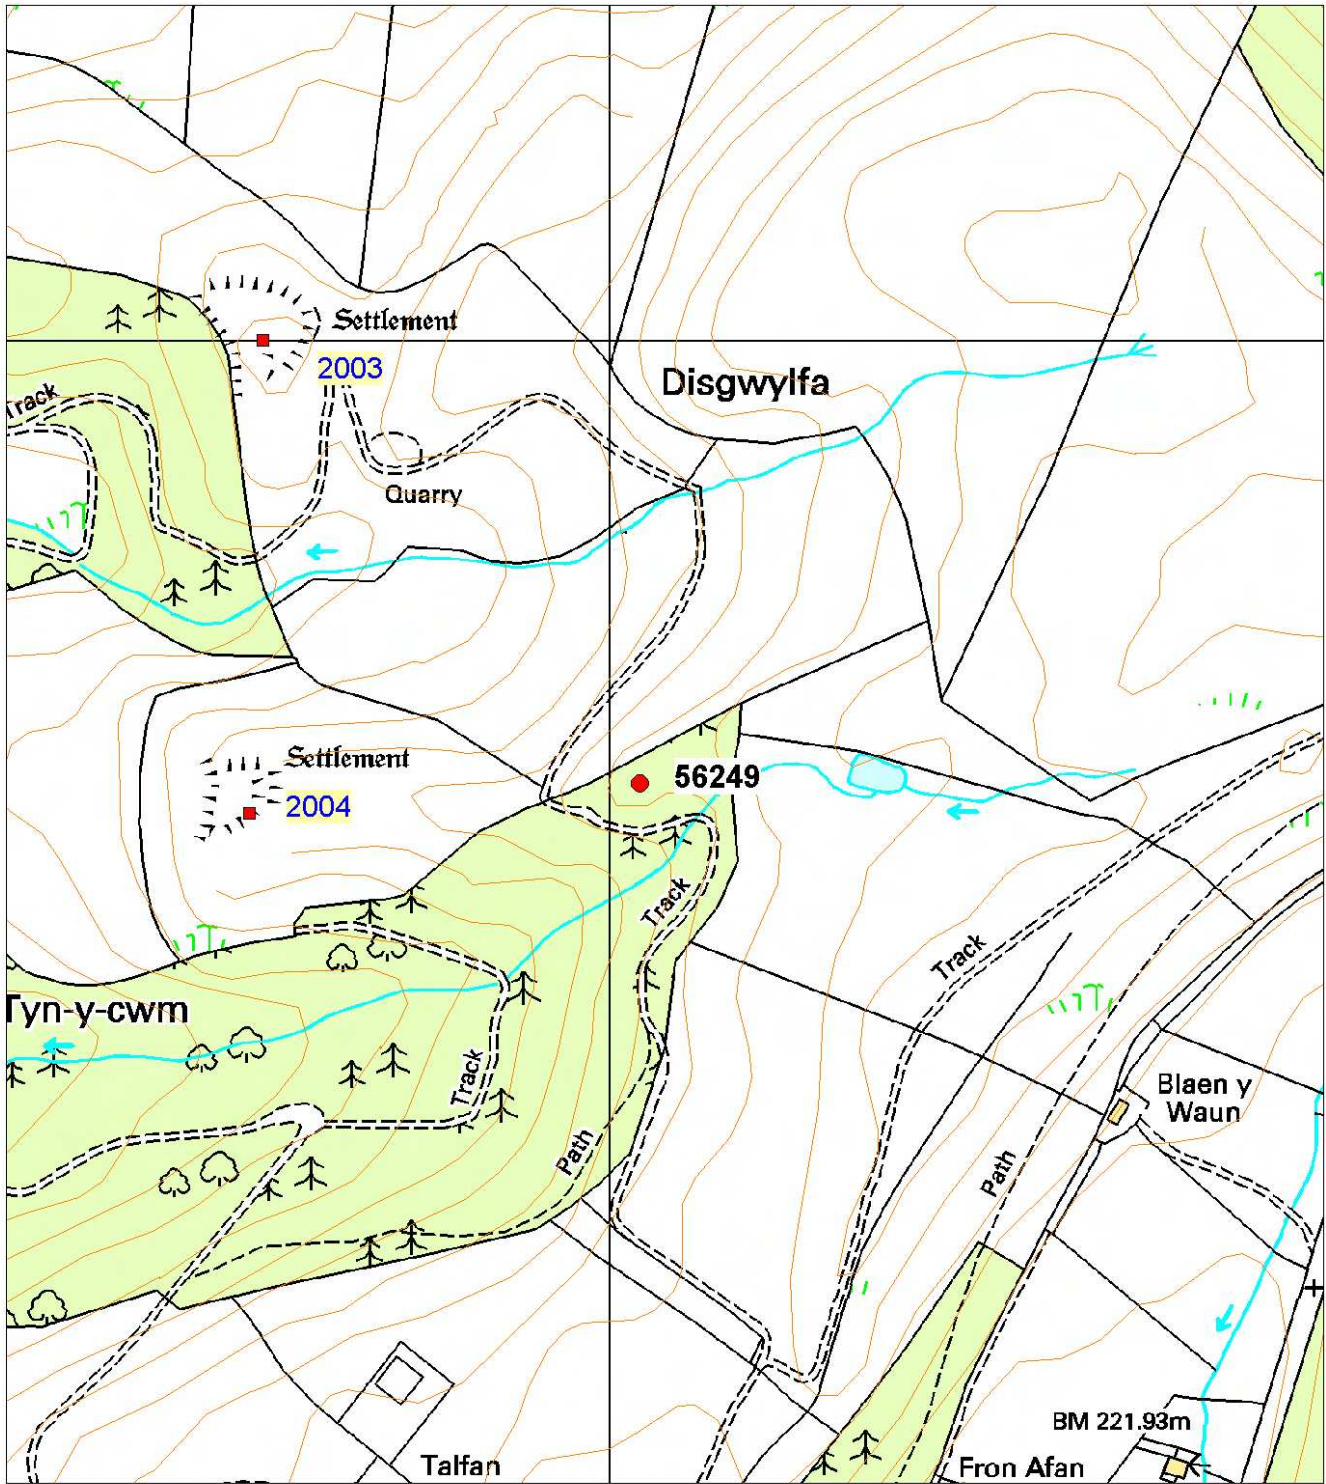 Settlement
2003
Disgwylfa
Track
Quarry
Settlement
56249
2004
Track
Track
Tyn-y-cwm
Track
Blaen y
Waun
Path
Path
BM 221.93m
Talfan
Fron Afan